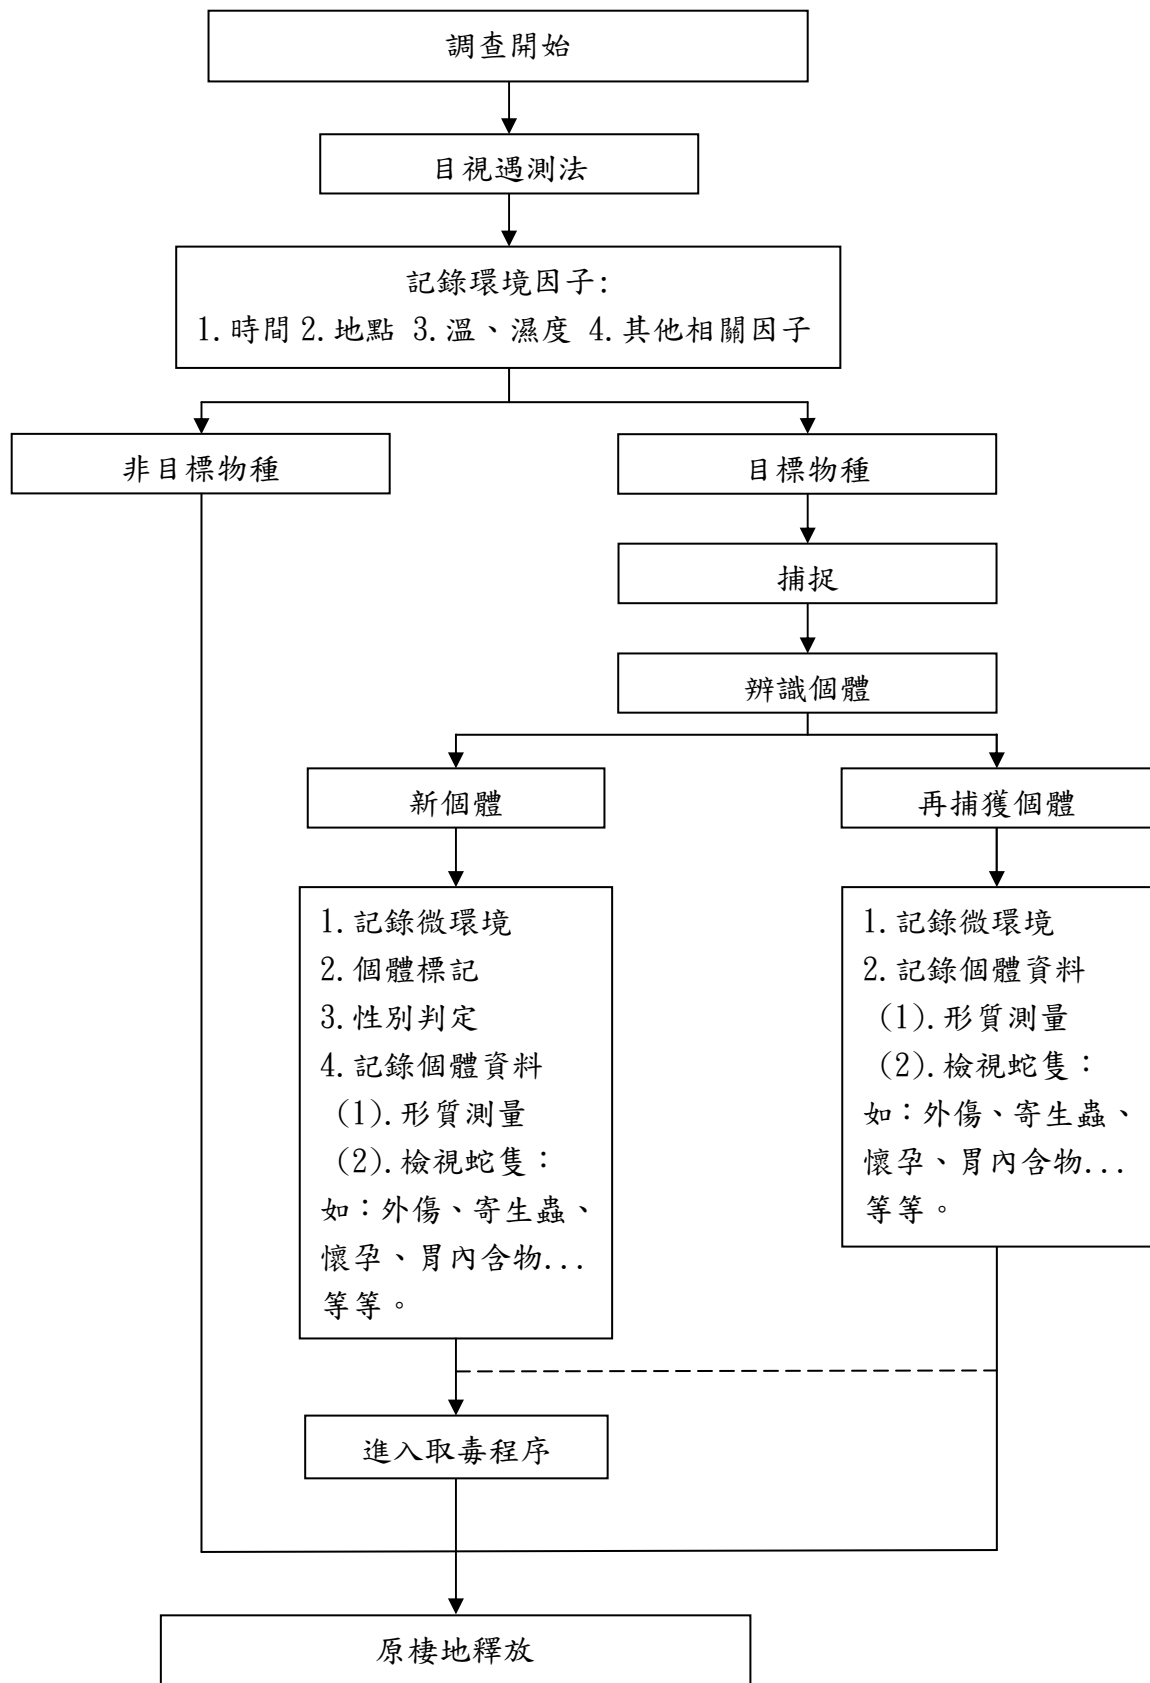 調查開始
目視遇測法
記錄環境因子:
1.時間 2.地點 3.溫、濕度 4.其他相關因子
非目標物種
目標物種
捕捉
辨識個體
新個體
再捕獲個體
1.記錄微環境
2.個體標記
3.性別判定
4.記錄個體資料
(1).形質測量
(2).檢視蛇隻：
如：外傷、寄生蟲、
懷孕、胃內含物...
等等。
1.記錄微環境
2.記錄個體資料
(1).形質測量
(2).檢視蛇隻：
如：外傷、寄生蟲、
懷孕、胃內含物...
等等。
進入取毒程序
原棲地釋放